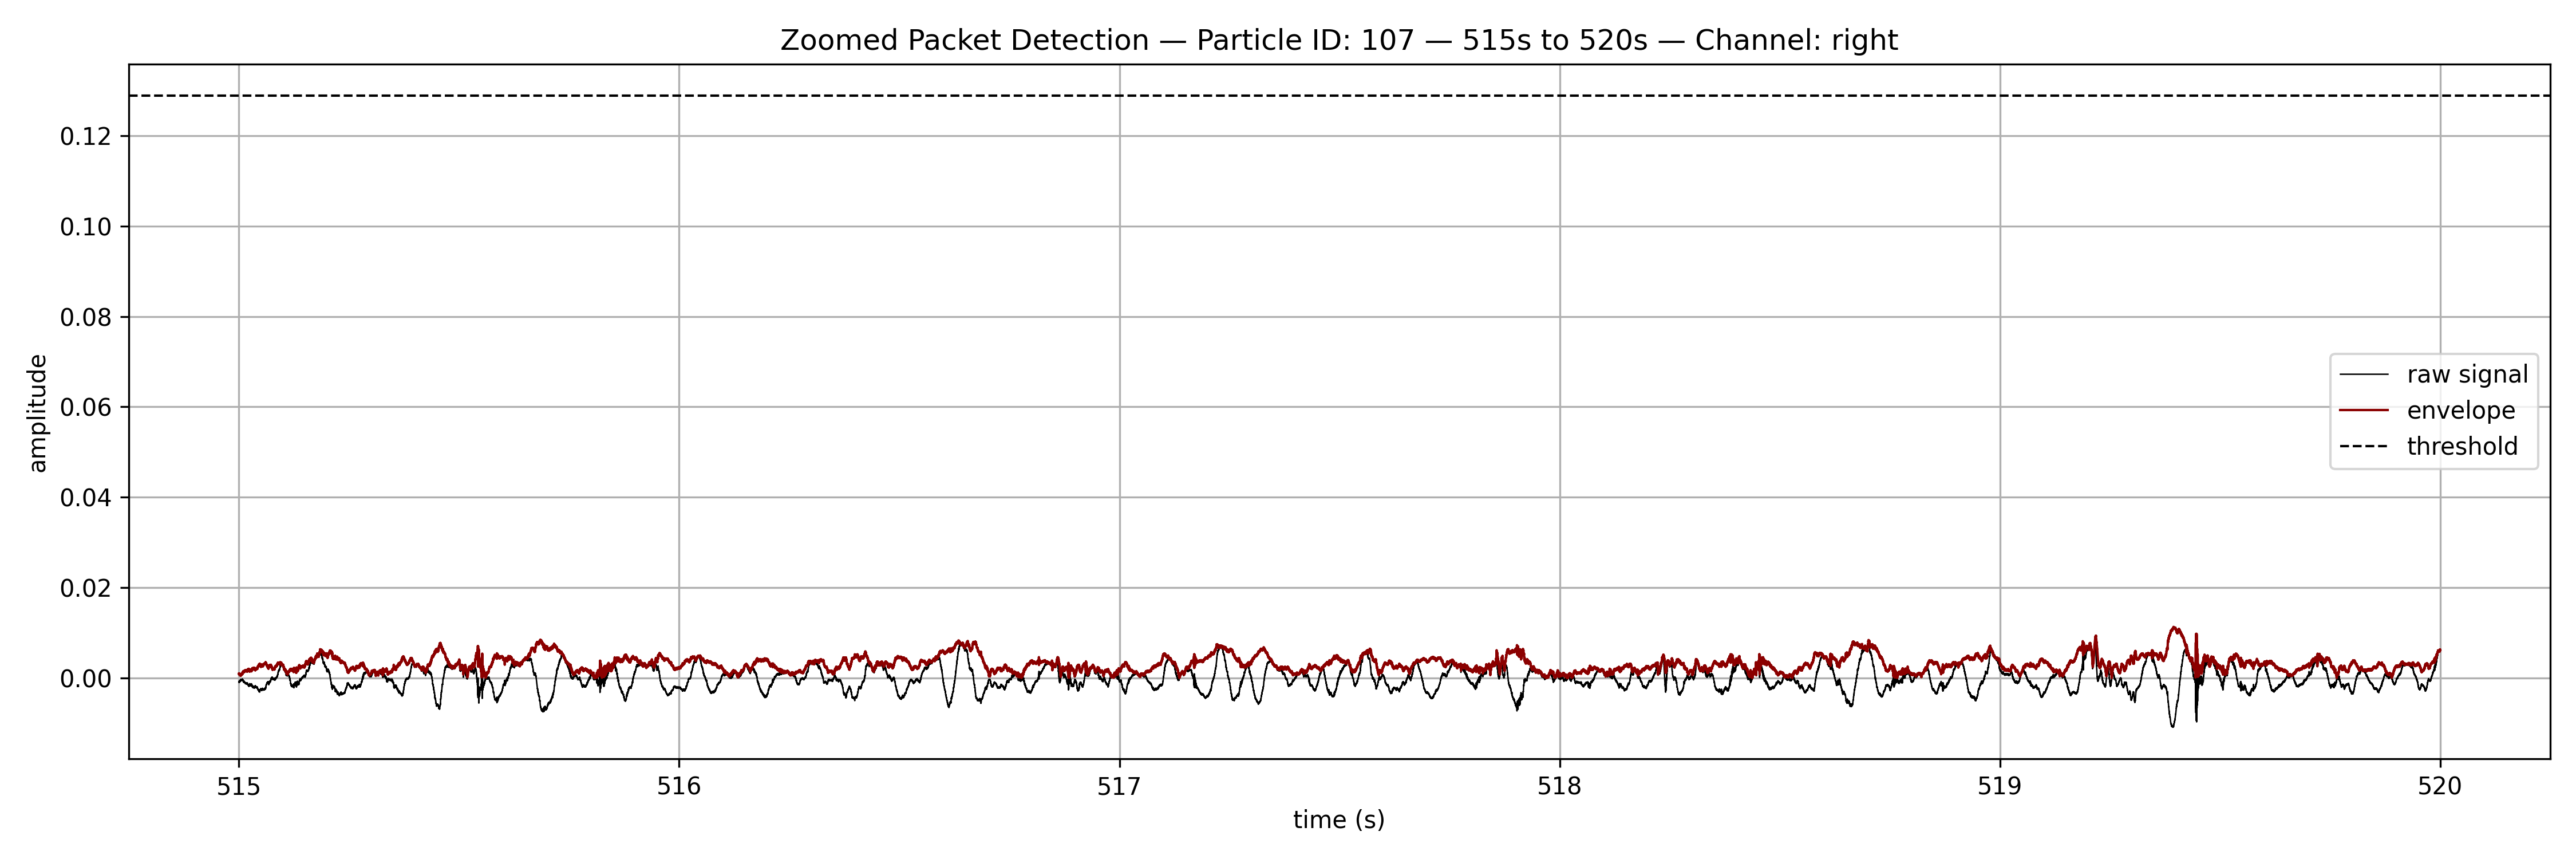 Zoomed Packet Detection — Particle ID: 107 — 515s to 520s — Channel: right
amplitude
0.12
0.10
0.08
0.06
0.04
0.02
0.00
raw signal
envelope
threshold
515 516 517 518 519 520
time (s)